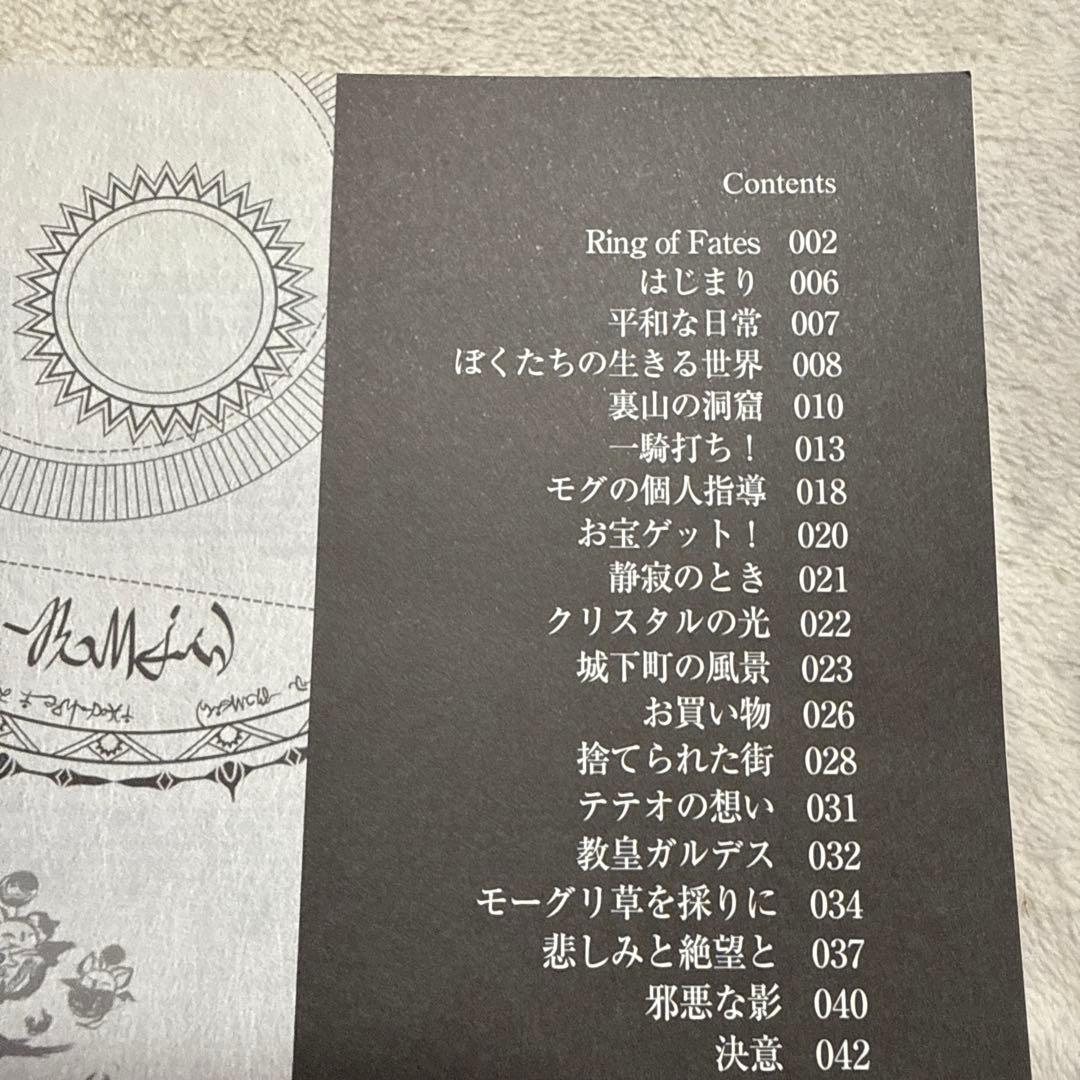 Contents
Ring of Fates 002
はじまり 006
平和な日常 007
ぼくたちの生きる世界 008
裏山の洞窟 010
一騎打ち！ 013
モグの個人指導 018
お宝ゲット！ 020
静寂のとき 021
クリスタルの光 022
城下町の風景 023
お買い物 026
捨てられた街 028
テテオの想い 031
教皇ガルデス 032
モーグリ草を採りに 034
悲しみと絶望と 037
邪悪な影 040
決意 042